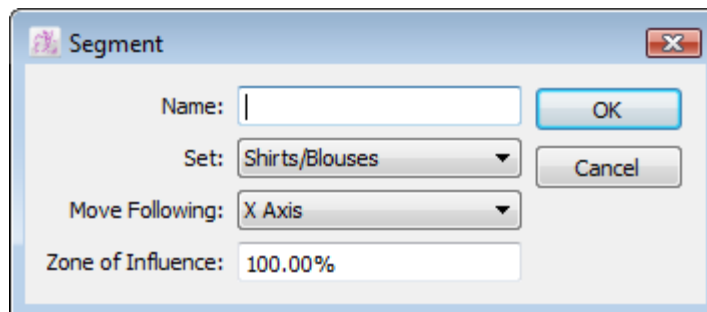 Segment
Name:
OK
Set: Shirts/Blouses
Cancel
Move Following: X Axis
Zone of Influence: 100.00%